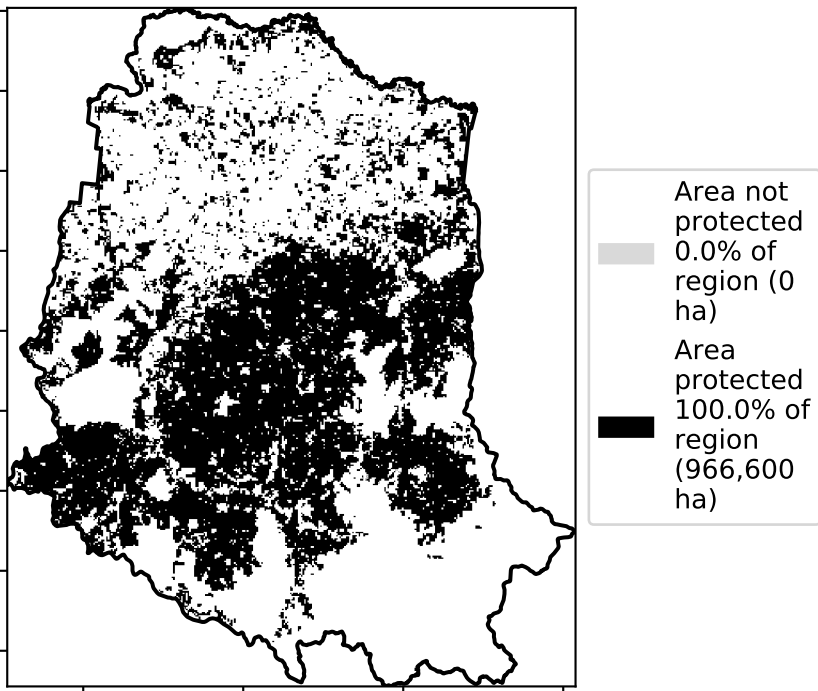 Area not
protected
0.0% of
region (0
ha)
Area
protected
100.0% of
region
(966,600
ha)